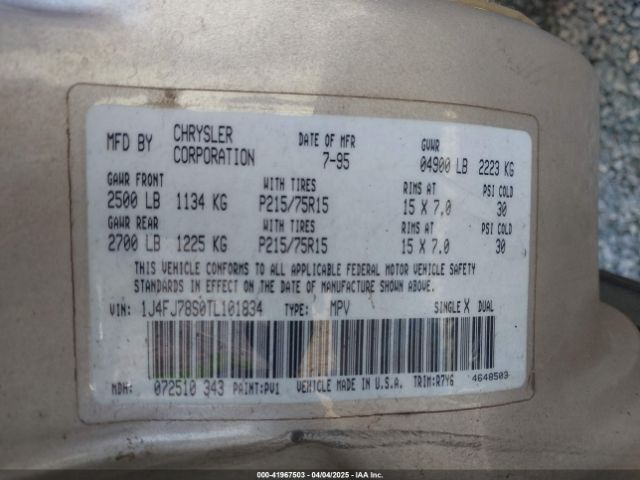 MFD BY CHRYSLER CORPORATION DATE OF MFR 7-95 GVWR 04900 LB 2223 KG
GAWR FRONT WITH TIRES RIMS AT PSI COLD
2500 LB 1134 KG P215/75R15 15 X 7.0 30
GAWR REAR WITH TIRES RIMS AT PSI COLD
2700 LB 1225 KG P215/75R15 15 X 7.0 30
THIS VEHICLE CONFORMS TO ALL APPLICABLE FEDERAL MOTOR VEHICLE SAFETY
STANDARDS IN EFFECT ON THE DATE OF MANUFACTURE SHOWN ABOVE.
VIN: 1J4FJ78S0TL101834 TYPE: MPV SINGLE X DUAL
MDH: 072510 343 PAINT:PV1 VEHICLE MADE IN U.S.A. TRIM:R7Y6 4648503
000-41967503 - 04/04/2025 - IAA Inc.